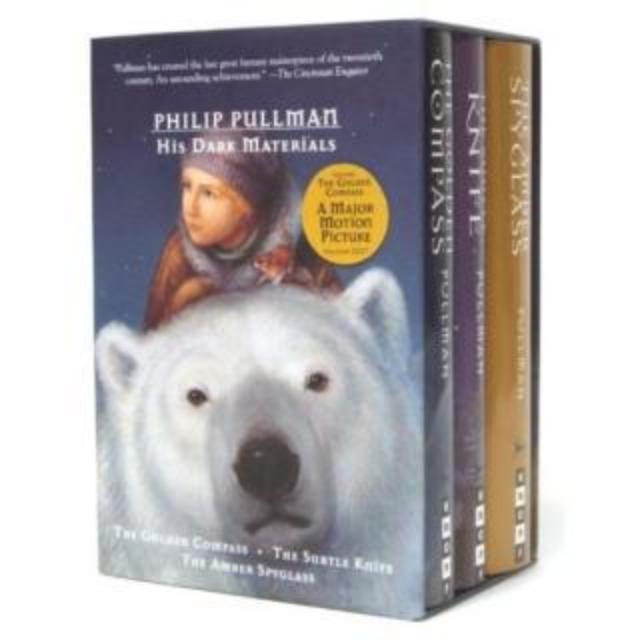 "Pullman has created the last great fantasy masterpiece of the twentieth
century. An astounding achievement." —The Cincinnati Enquirer
PHILIP PULLMAN
HIS DARK MATERIALS
THE GOLDEN
COMPASS
A MAJOR
MOTION
PICTURE
THE GOLDEN COMPASS • THE SUBTLE KNIFE
THE AMBER SPYGLASS
THE GOLDEN
COMPASS
PULLMAN
KNIFE
PULLMAN
SPYGLASS
PULLMAN